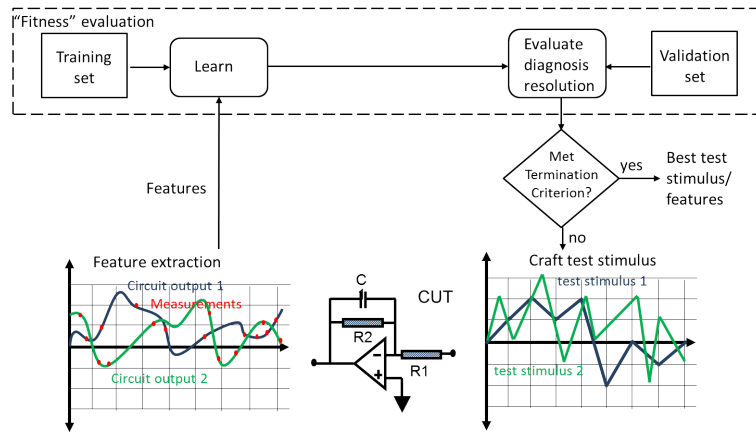 “Fitness” evaluation
Training
set
Learn
Evaluate
diagnosis
resolution
Validation
set
Features
Met
Termination
Criterion?
yes
Best test
stimulus/
features
no
Feature extraction
Circuit output 1
Measurements
Circuit output 2
C
CUT
R2
R1
Craft test stimulus
test stimulus 1
test stimulus 2